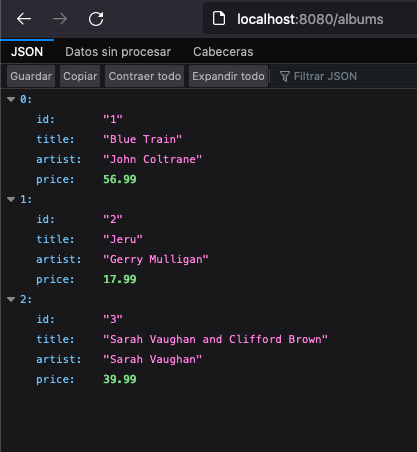 localhost:8080/albums
JSON Datos sin procesar Cabeceras
Guardar Copiar Contraer todo Expandir todo Filtrar JSON
0:
id: "1"
title: "Blue Train"
artist: "John Coltrane"
price: 56.99
1:
id: "2"
title: "Jeru"
artist: "Gerry Mulligan"
price: 17.99
2:
id: "3"
title: "Sarah Vaughan and Clifford Brown"
artist: "Sarah Vaughan"
price: 39.99